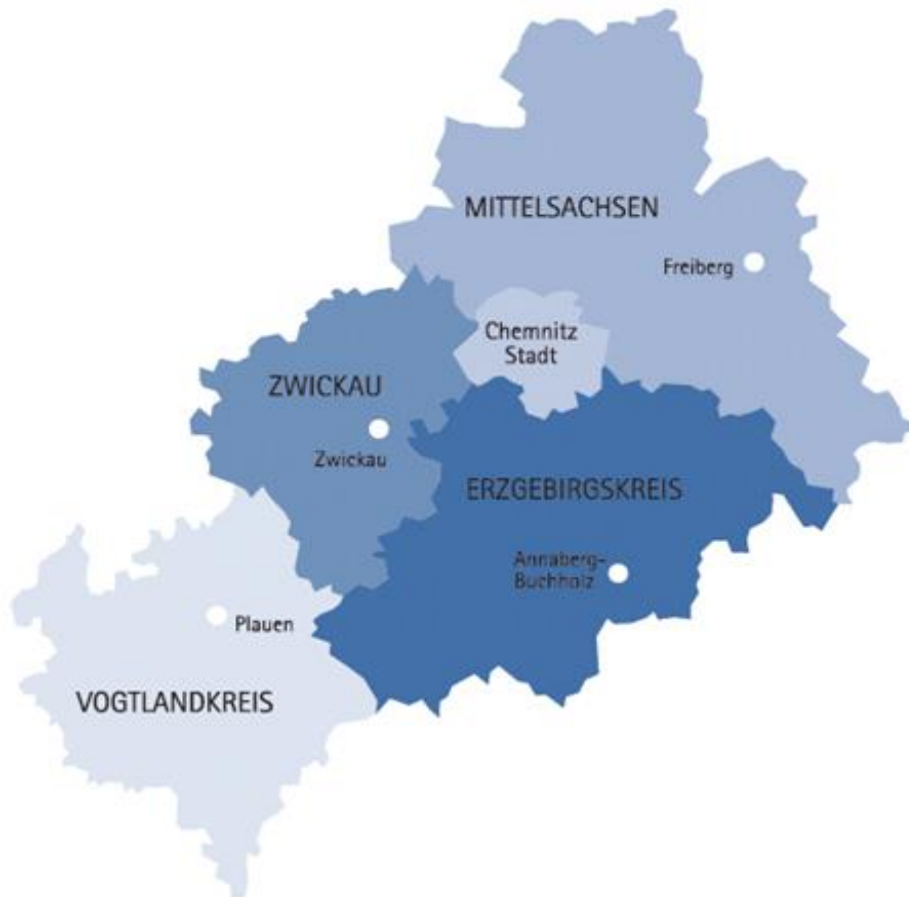 MITTELSACHSEN
Freiberg
Chemnitz
Stadt
ZWICKAU
Zwickau
ERZGEBIRGSKREIS
Annaberg-
Buchholz
Plauen
VOGTLANDKREIS